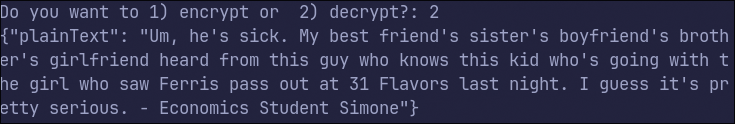 Do you want to 1) encrypt or  2) decrypt?: 2
{"plainText": "Um, he's sick. My best friend's sister's boyfriend's broth
er's girlfriend heard from this guy who knows this kid who's going with t
he girl who saw Ferris pass out at 31 Flavors last night. I guess it's pr
etty serious. - Economics Student Simone"}